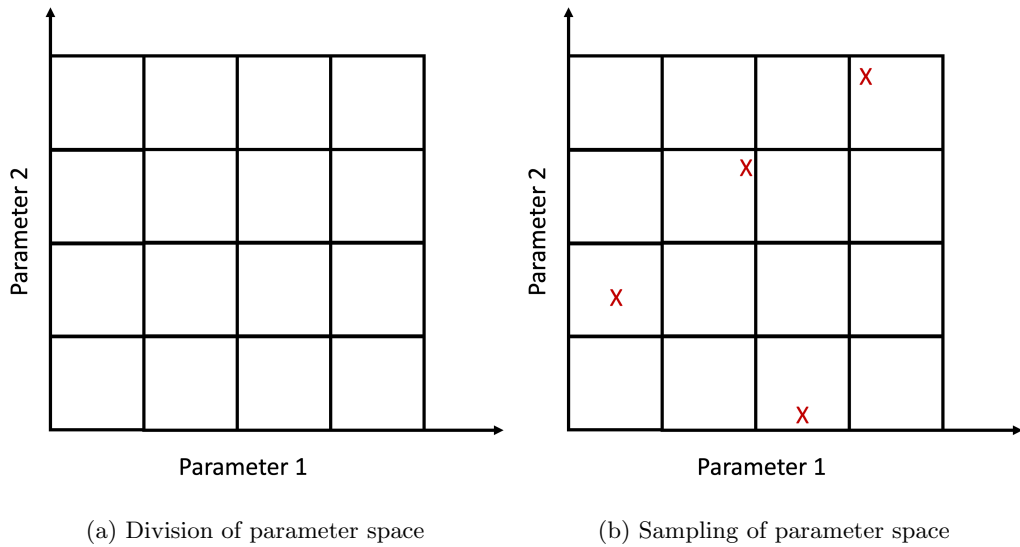 Parameter 2
Parameter 1
(a) Division of parameter space
X
X
X
X
Parameter 2
Parameter 1
(b) Sampling of parameter space